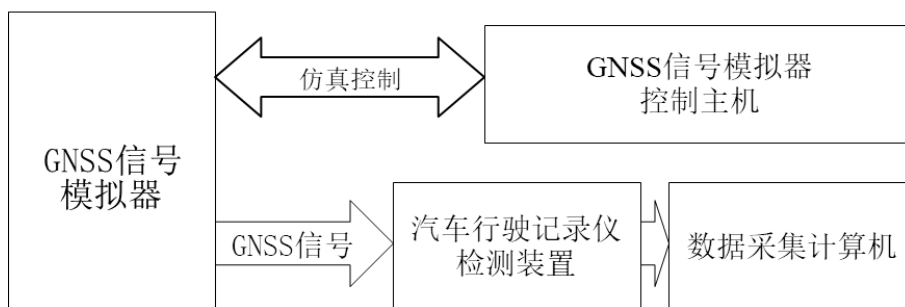 GNSS信号
模拟器
仿真控制
GNSS信号模拟器
控制主机
GNSS信号
汽车行驶记录仪
检测装置
数据采集计算机